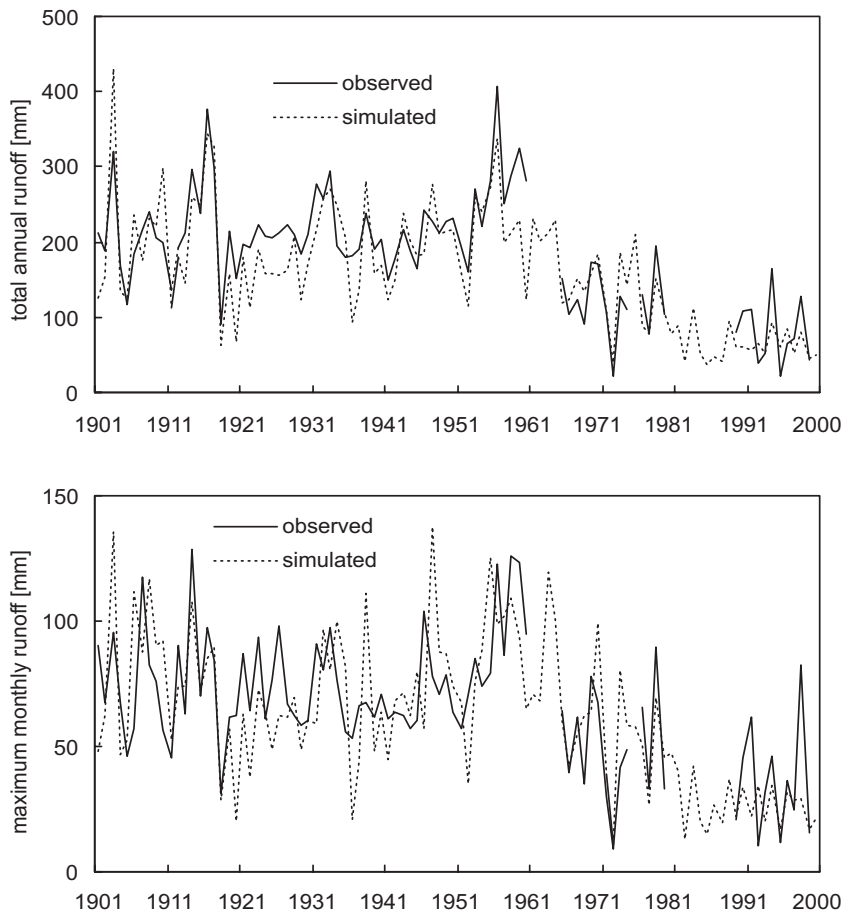 500
400
300
200
100
0
total annual runoff [mm]
observed
simulated
1901 1911 1921 1931 1941 1951 1961 1971 1981 1991 2000
150
100
50
0
maximum monthly runoff [mm]
observed
simulated
1901 1911 1921 1931 1941 1951 1961 1971 1981 1991 2000